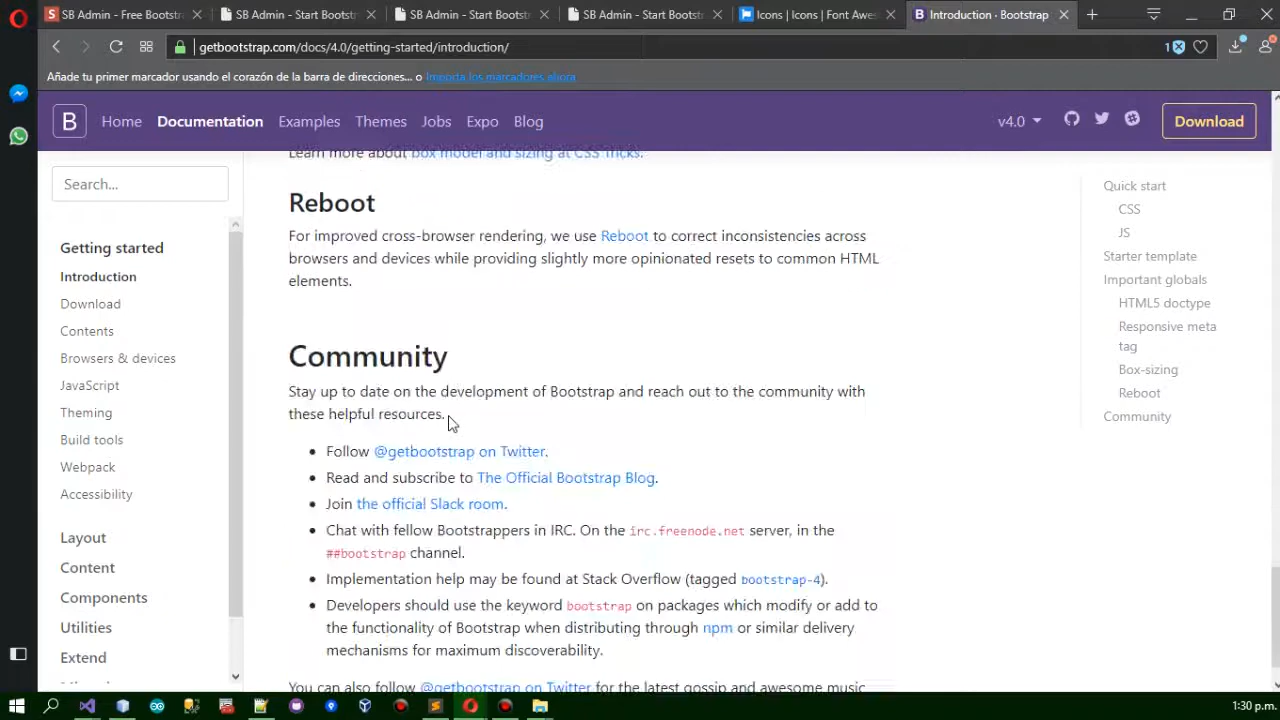 SB Admin - Free Bootstr
SB Admin - Start Bootst
SB Admin - Start Bootst
SB Admin - Start Bootst
Icons | Icons | Font Awe
Introduction · Bootstrap
getbootstrap.com/docs/4.0/getting-started/introduction/
1
Añade tu primer marcador usando el corazón de la barra de direcciones... o Importa los marcadores ahora
B Home Documentation Examples Themes Jobs Expo Blog v4.0 Download
Learn more about box model and sizing at CSS Tricks.
Search...
Getting started
Introduction
Download
Contents
Browsers & devices
JavaScript
Theming
Build tools
Webpack
Accessibility
Layout
Content
Components
Utilities
Extend
Reboot
For improved cross-browser rendering, we use Reboot to correct inconsistencies across
browsers and devices while providing slightly more opinionated resets to common HTML
elements.
Community
Stay up to date on the development of Bootstrap and reach out to the community with
these helpful resources.
Follow @getbootstrap on Twitter.
Read and subscribe to The Official Bootstrap Blog.
Join the official Slack room.
Chat with fellow Bootstrappers in IRC. On the irc.freenode.net server, in the
##bootstrap channel.
Implementation help may be found at Stack Overflow (tagged bootstrap-4).
Developers should use the keyword bootstrap on packages which modify or add to
the functionality of Bootstrap when distributing through npm or similar delivery
mechanisms for maximum discoverability.
You can also follow @getbootstrap on Twitter for the latest gossip and awesome music
Quick start
CSS
JS
Starter template
Important globals
HTML5 doctype
Responsive meta
tag
Box-sizing
Reboot
Community
1:30 p.m.